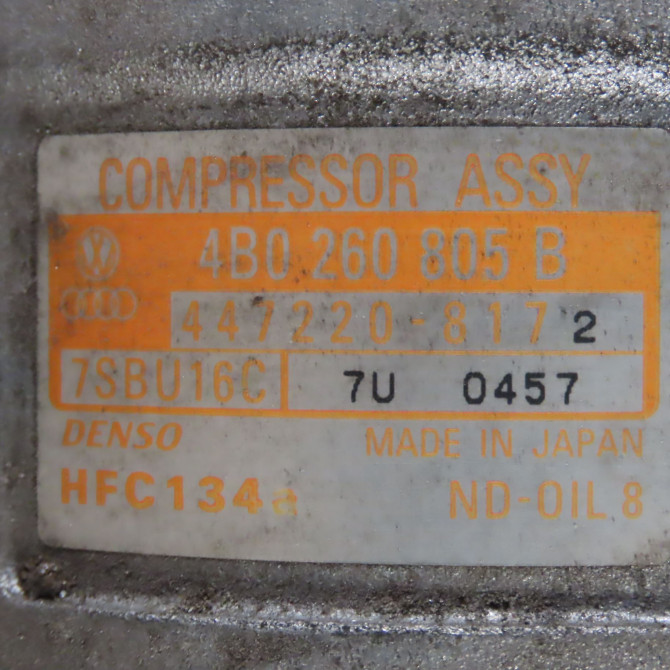 COMPRESSOR ASSY
4B0 260 805 B
447220-8172
7SBU16C 7U 0457
DENSO MADE IN JAPAN
HFC134a ND-OIL 8